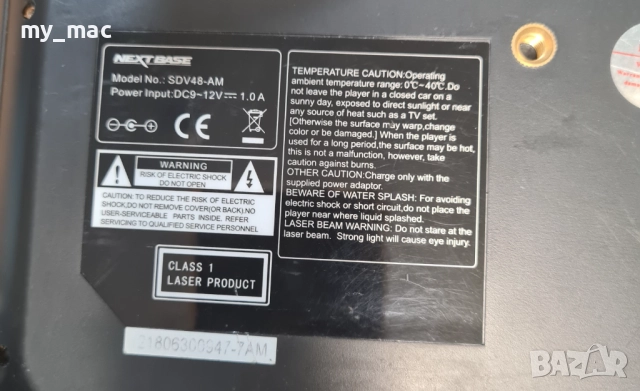 my_mac
NEXTBASE
Model No.: SDV48-AM
Power Input:DC9~12V⎓ 1.0 A
CE
WARNING
RISK OF ELECTRIC SHOCK
DO NOT OPEN
CAUTION: TO REDUCE THE RISK OF ELECTRIC
SHOCK,DO NOT REMOVE COVER(OR BACK),NO
USER-SERVICEABLE PARTS INSIDE. REFER
SERVICING TO QUALIFIED SERVICE PERSONNEL
CLASS 1
LASER PRODUCT
TEMPERATURE CAUTION:Operating
ambient temperature range: 0℃~40℃.Do
not leave the player in a closed car on a
sunny day, exposed to direct sunlight or near
any source of heat such as a TV set.
[Otherwise the surface may warp,change
color or be damaged.] When the player is
used for a long period,the surface may be hot,
this is not a malfunction, however, take
caution against burns.
OTHER CAUTION:Charge only with the
supplied power adaptor.
BEWARE OF WATER SPLASH: For avoiding
electric shock or short circuit,do not place the
player near where liquid splashed.
LASER BEAM WARNING: Do not stare at the
laser beam. Strong light will cause eye injury.
21806300947-7AM
BAZAR.bg